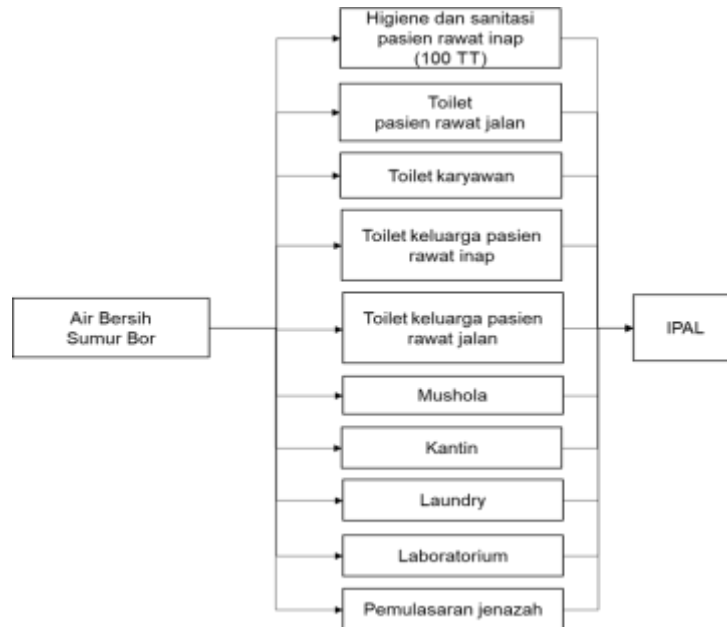 Higiene dan sanitasi
pasien rawat inap
(100 TT)
Toilet
pasien rawat jalan
Toilet karyawan
Toilet keluarga pasien
rawat inap
Air Bersih
Sumur Bor
Toilet keluarga pasien
rawat jalan
IPAL
Mushola
Kantin
Laundry
Laboratorium
Pemulasaran jenazah